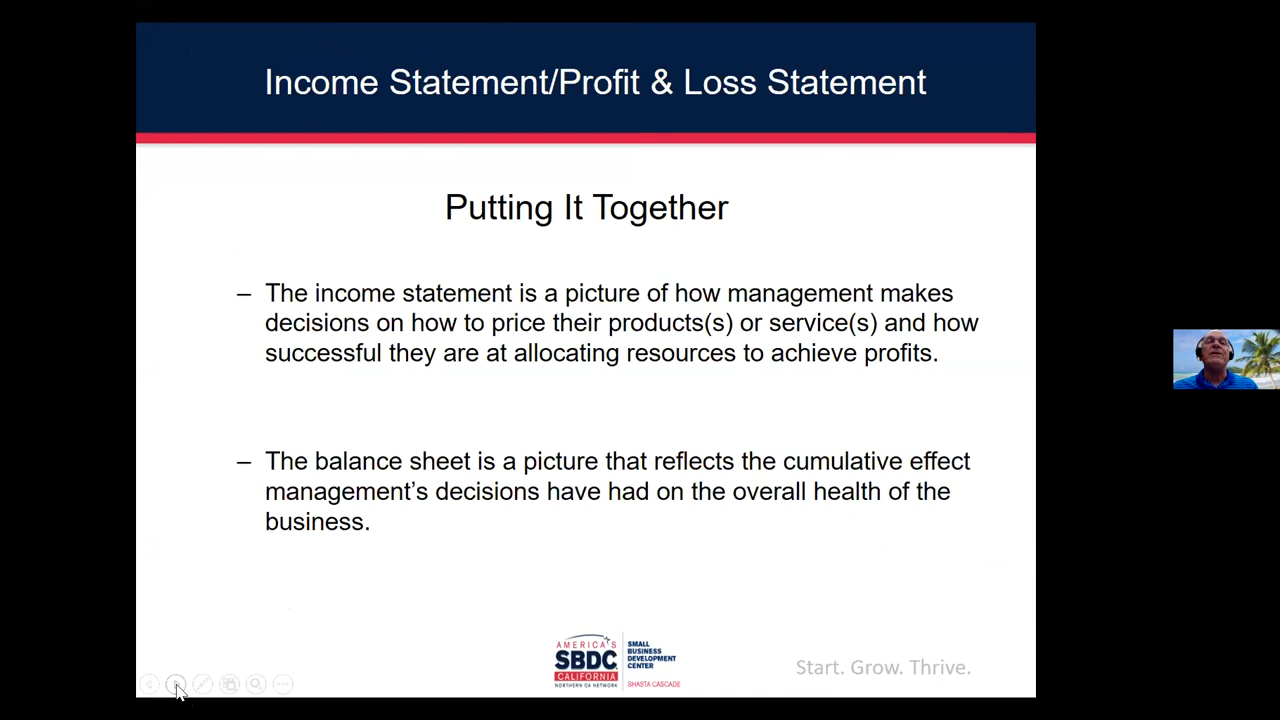 Income Statement/Profit & Loss Statement
Putting It Together
– The income statement is a picture of how management makes
decisions on how to price their products(s) or service(s) and how
successful they are at allocating resources to achieve profits.
– The balance sheet is a picture that reflects the cumulative effect
management’s decisions have had on the overall health of the
business.
AMERICA'S
SBDC
CALIFORNIA
NORTHERN CA NETWORK
SMALL
BUSINESS
DEVELOPMENT
CENTER
SHASTA CASCADE
Start. Grow. Thrive.